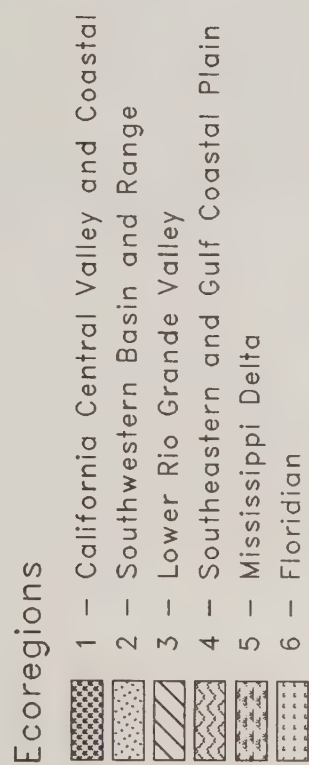 Ecoregions
1 – California Central Valley and Coastal
2 – Southwestern Basin and Range
3 – Lower Rio Grande Valley
4 – Southeastern and Gulf Coastal Plain
5 – Mississippi Delta
6 – Floridian